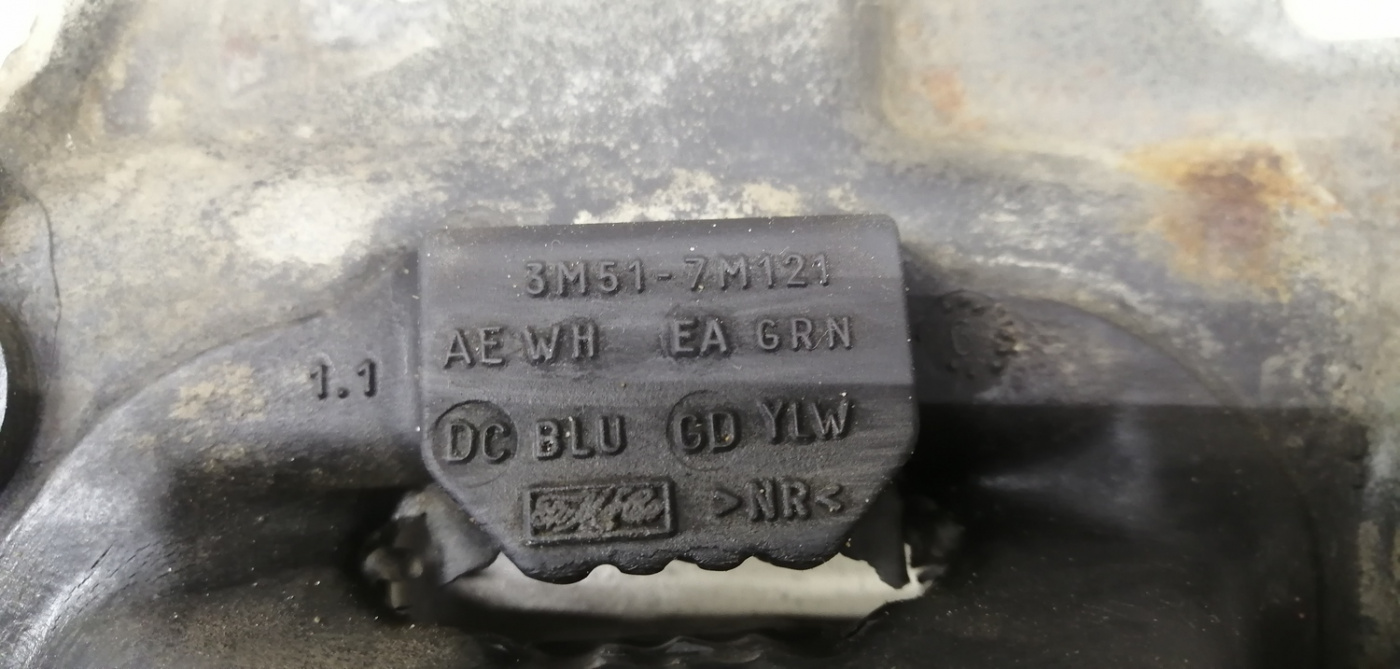 3M51-7M121
AE WH EA GRN
1.1
DC BLU GD YLW
>NR<